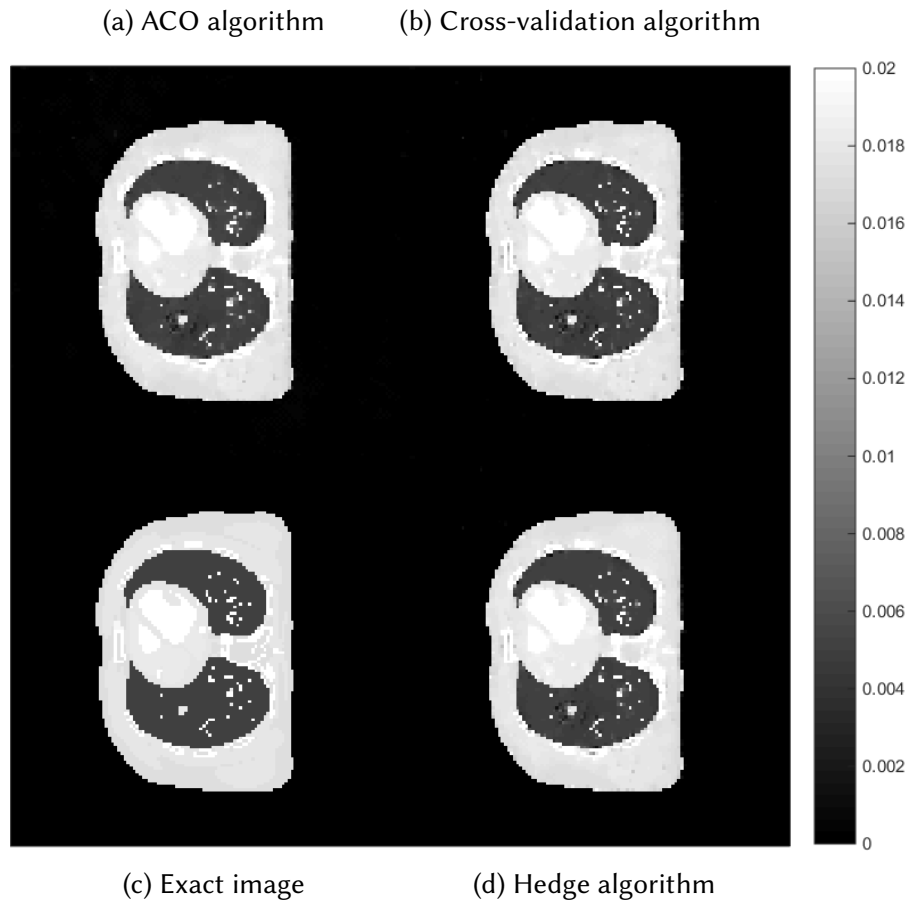 (a) ACO algorithm
(b) Cross-validation algorithm
0.02
0.018
0.016
0.014
0.012
0.01
0.008
0.006
0.004
0.002
0
(c) Exact image
(d) Hedge algorithm